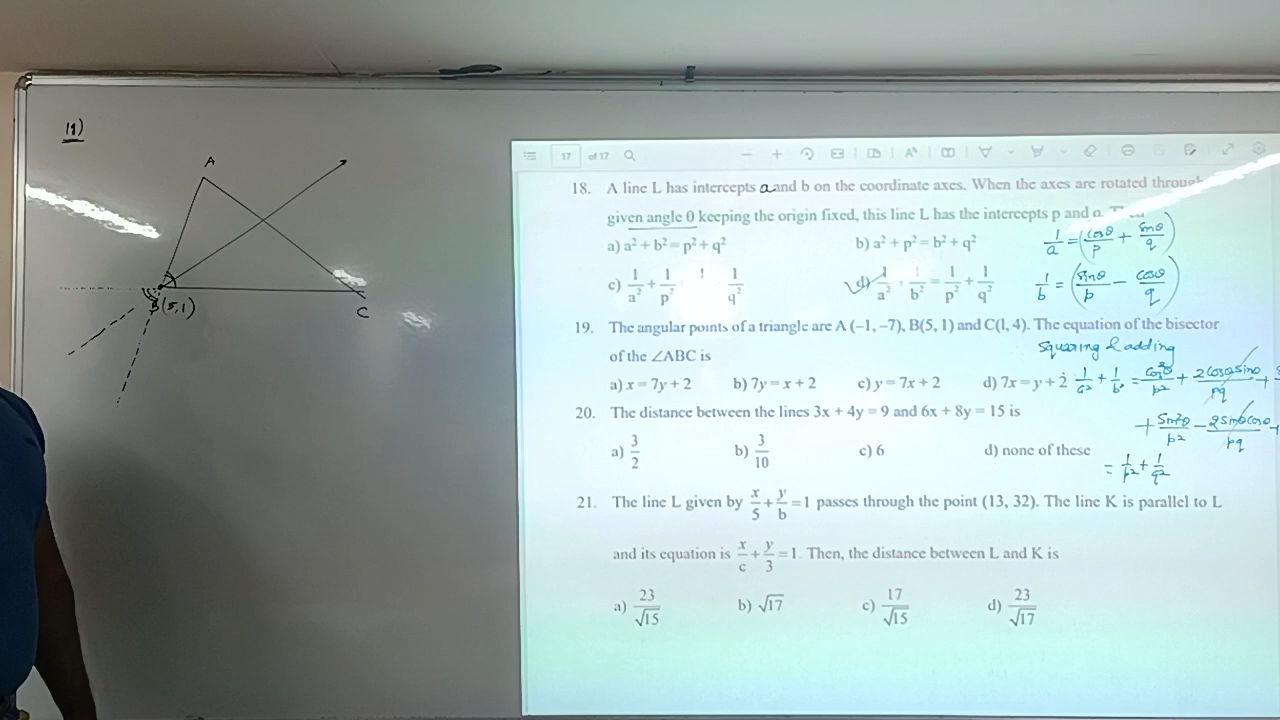 19)
A
B(5,1)
C
17 of 17
18. A line L has intercepts a and b on the coordinate axes. When the axes are rotated through
given angle θ keeping the origin fixed, this line L has the intercepts p and q.
a) a² + b² = p² + q² b) a² + p² = b² + q²
1/a = (cosθ/p + sinθ/q)
c) 1/a² + 1/p² 1 1/q² d) 1/a² 1/b² = 1/p² + 1/q²
1/b = (sinθ/p − cosθ/q)
19. The angular points of a triangle are A (−1, −7), B(5, 1) and C(1, 4). The equation of the bisector
of the ∠ABC is
squaring & adding
a) x = 7y + 2 b) 7y = x + 2 c) y = 7x + 2 d) 7x = y + 2
1/a² + 1/b² = cos²θ/p² + 2cosθsinθ/pq +
20. The distance between the lines 3x + 4y = 9 and 6x + 8y = 15 is
+ sin²θ/p² − 2sinθcosθ/pq +
a) 3/2 b) 3/10 c) 6 d) none of these
= 1/p² + 1/q²
21. The line L given by x/5 + y/b = 1 passes through the point (13, 32). The line K is parallel to L
and its equation is x/c + y/3 = 1. Then, the distance between L and K is
a) 23/√15 b) √17 c) 17/√15 d) 23/√17